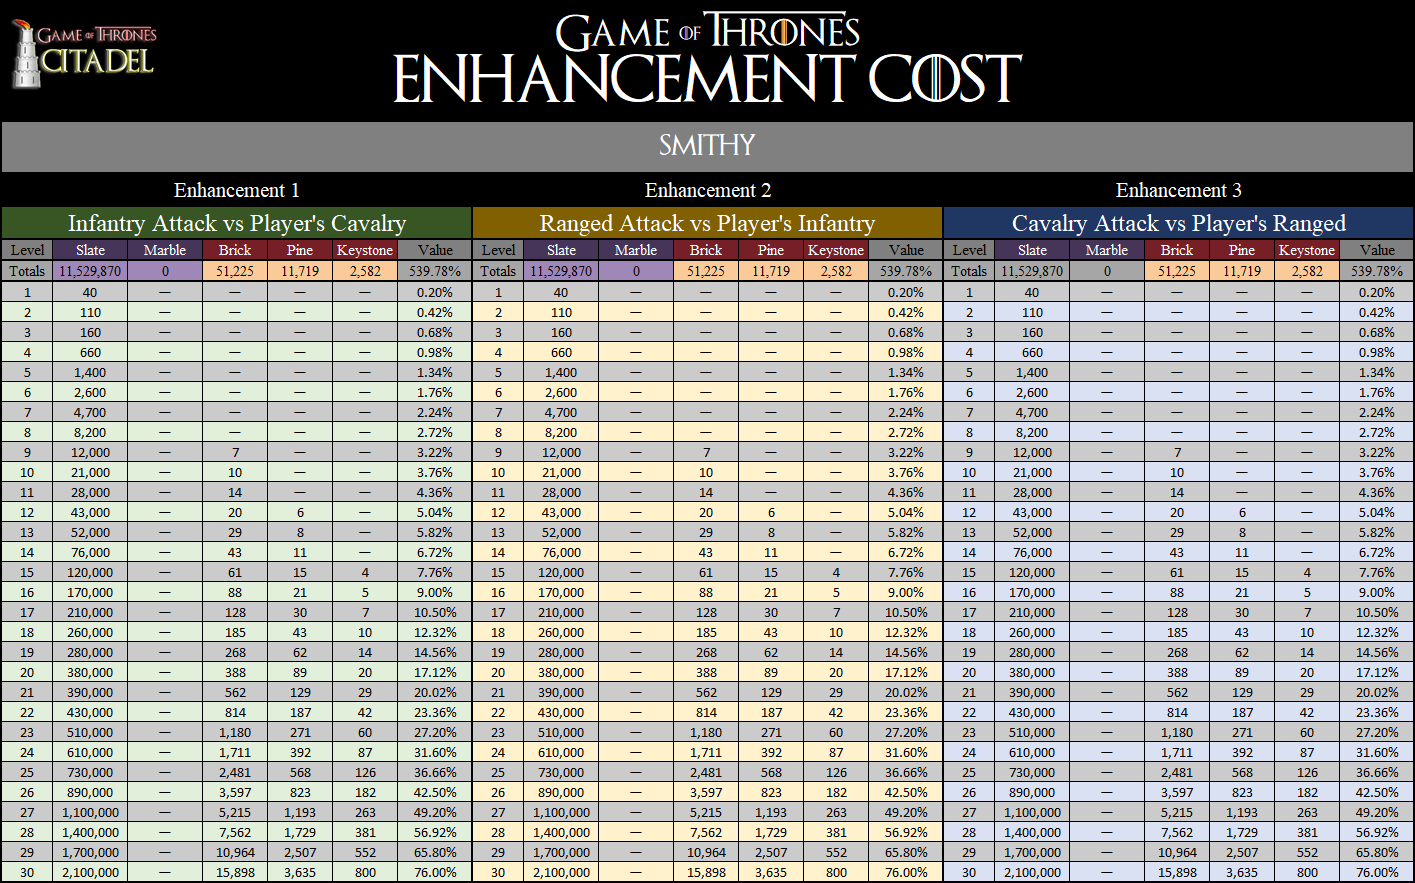 GAME OF THRONES
CITADEL
GAME OF THRONES
ENHANCEMENT COST
SMITHY
Enhancement 1 Enhancement 2 Enhancement 3
Infantry Attack vs Player's Cavalry Ranged Attack vs Player's Infantry Cavalry Attack vs Player's Ranged
Level Slate Marble Brick Pine Keystone Value Level Slate Marble Brick Pine Keystone Value Level Slate Marble Brick Pine Keystone Value
Totals 11,529,870 0 51,225 11,719 2,582 539.78% Totals 11,529,870 0 51,225 11,719 2,582 539.78% Totals 11,529,870 0 51,225 11,719 2,582 539.78%
1 40 — — — — 0.20% 1 40 — — — — 0.20% 1 40 — — — — 0.20%
2 110 — — — — 0.42% 2 110 — — — — 0.42% 2 110 — — — — 0.42%
3 160 — — — — 0.68% 3 160 — — — — 0.68% 3 160 — — — — 0.68%
4 660 — — — — 0.98% 4 660 — — — — 0.98% 4 660 — — — — 0.98%
5 1,400 — — — — 1.34% 5 1,400 — — — — 1.34% 5 1,400 — — — — 1.34%
6 2,600 — — — — 1.76% 6 2,600 — — — — 1.76% 6 2,600 — — — — 1.76%
7 4,700 — — — — 2.24% 7 4,700 — — — — 2.24% 7 4,700 — — — — 2.24%
8 8,200 — — — — 2.72% 8 8,200 — — — — 2.72% 8 8,200 — — — — 2.72%
9 12,000 — 7 — — 3.22% 9 12,000 — 7 — — 3.22% 9 12,000 — 7 — — 3.22%
10 21,000 — 10 — — 3.76% 10 21,000 — 10 — — 3.76% 10 21,000 — 10 — — 3.76%
11 28,000 — 14 — — 4.36% 11 28,000 — 14 — — 4.36% 11 28,000 — 14 — — 4.36%
12 43,000 — 20 6 — 5.04% 12 43,000 — 20 6 — 5.04% 12 43,000 — 20 6 — 5.04%
13 52,000 — 29 8 — 5.82% 13 52,000 — 29 8 — 5.82% 13 52,000 — 29 8 — 5.82%
14 76,000 — 43 11 — 6.72% 14 76,000 — 43 11 — 6.72% 14 76,000 — 43 11 — 6.72%
15 120,000 — 61 15 4 7.76% 15 120,000 — 61 15 4 7.76% 15 120,000 — 61 15 4 7.76%
16 170,000 — 88 21 5 9.00% 16 170,000 — 88 21 5 9.00% 16 170,000 — 88 21 5 9.00%
17 210,000 — 128 30 7 10.50% 17 210,000 — 128 30 7 10.50% 17 210,000 — 128 30 7 10.50%
18 260,000 — 185 43 10 12.32% 18 260,000 — 185 43 10 12.32% 18 260,000 — 185 43 10 12.32%
19 280,000 — 268 62 14 14.56% 19 280,000 — 268 62 14 14.56% 19 280,000 — 268 62 14 14.56%
20 380,000 — 388 89 20 17.12% 20 380,000 — 388 89 20 17.12% 20 380,000 — 388 89 20 17.12%
21 390,000 — 562 129 29 20.02% 21 390,000 — 562 129 29 20.02% 21 390,000 — 562 129 29 20.02%
22 430,000 — 814 187 42 23.36% 22 430,000 — 814 187 42 23.36% 22 430,000 — 814 187 42 23.36%
23 510,000 — 1,180 271 60 27.20% 23 510,000 — 1,180 271 60 27.20% 23 510,000 — 1,180 271 60 27.20%
24 610,000 — 1,711 392 87 31.60% 24 610,000 — 1,711 392 87 31.60% 24 610,000 — 1,711 392 87 31.60%
25 730,000 — 2,481 568 126 36.66% 25 730,000 — 2,481 568 126 36.66% 25 730,000 — 2,481 568 126 36.66%
26 890,000 — 3,597 823 182 42.50% 26 890,000 — 3,597 823 182 42.50% 26 890,000 — 3,597 823 182 42.50%
27 1,100,000 — 5,215 1,193 263 49.20% 27 1,100,000 — 5,215 1,193 263 49.20% 27 1,100,000 — 5,215 1,193 263 49.20%
28 1,400,000 — 7,562 1,729 381 56.92% 28 1,400,000 — 7,562 1,729 381 56.92% 28 1,400,000 — 7,562 1,729 381 56.92%
29 1,700,000 — 10,964 2,507 552 65.80% 29 1,700,000 — 10,964 2,507 552 65.80% 29 1,700,000 — 10,964 2,507 552 65.80%
30 2,100,000 — 15,898 3,635 800 76.00% 30 2,100,000 — 15,898 3,635 800 76.00% 30 2,100,000 — 15,898 3,635 800 76.00%